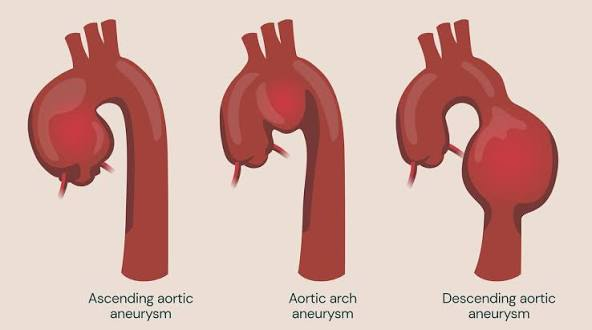 Ascending aortic
aneurysm
Aortic arch
aneurysm
Descending aortic
aneurysm